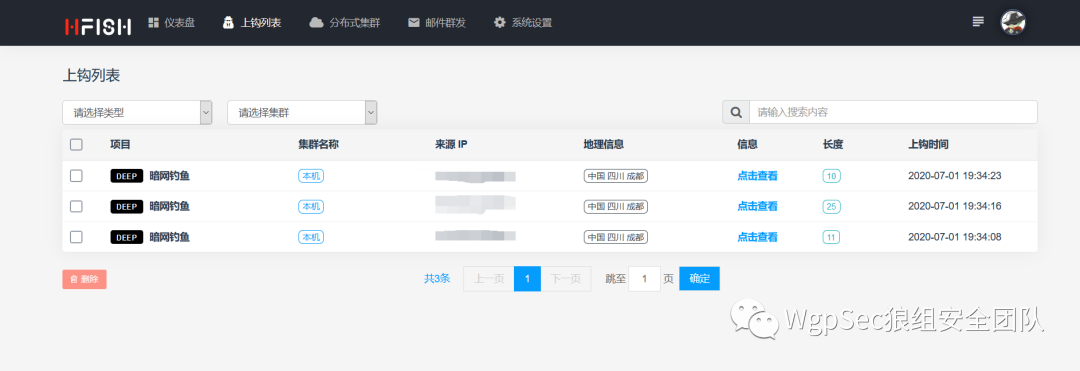 HFISH 仪表盘 上钩列表 分布式集群 邮件群发 系统设置
上钩列表
请选择类型 请选择集群 请输入搜索内容
项目 集群名称 来源 IP 地理信息 信息 长度 上钩时间
DEEP 暗网钓鱼 本机 中国 四川 成都 点击查看 10 2020-07-01 19:34:23
DEEP 暗网钓鱼 本机 中国 四川 成都 点击查看 25 2020-07-01 19:34:16
DEEP 暗网钓鱼 本机 中国 四川 成都 点击查看 11 2020-07-01 19:34:08
删除 共3条 上一页 1 下一页 跳至 1 页 确定
WgpSec狼组安全团队